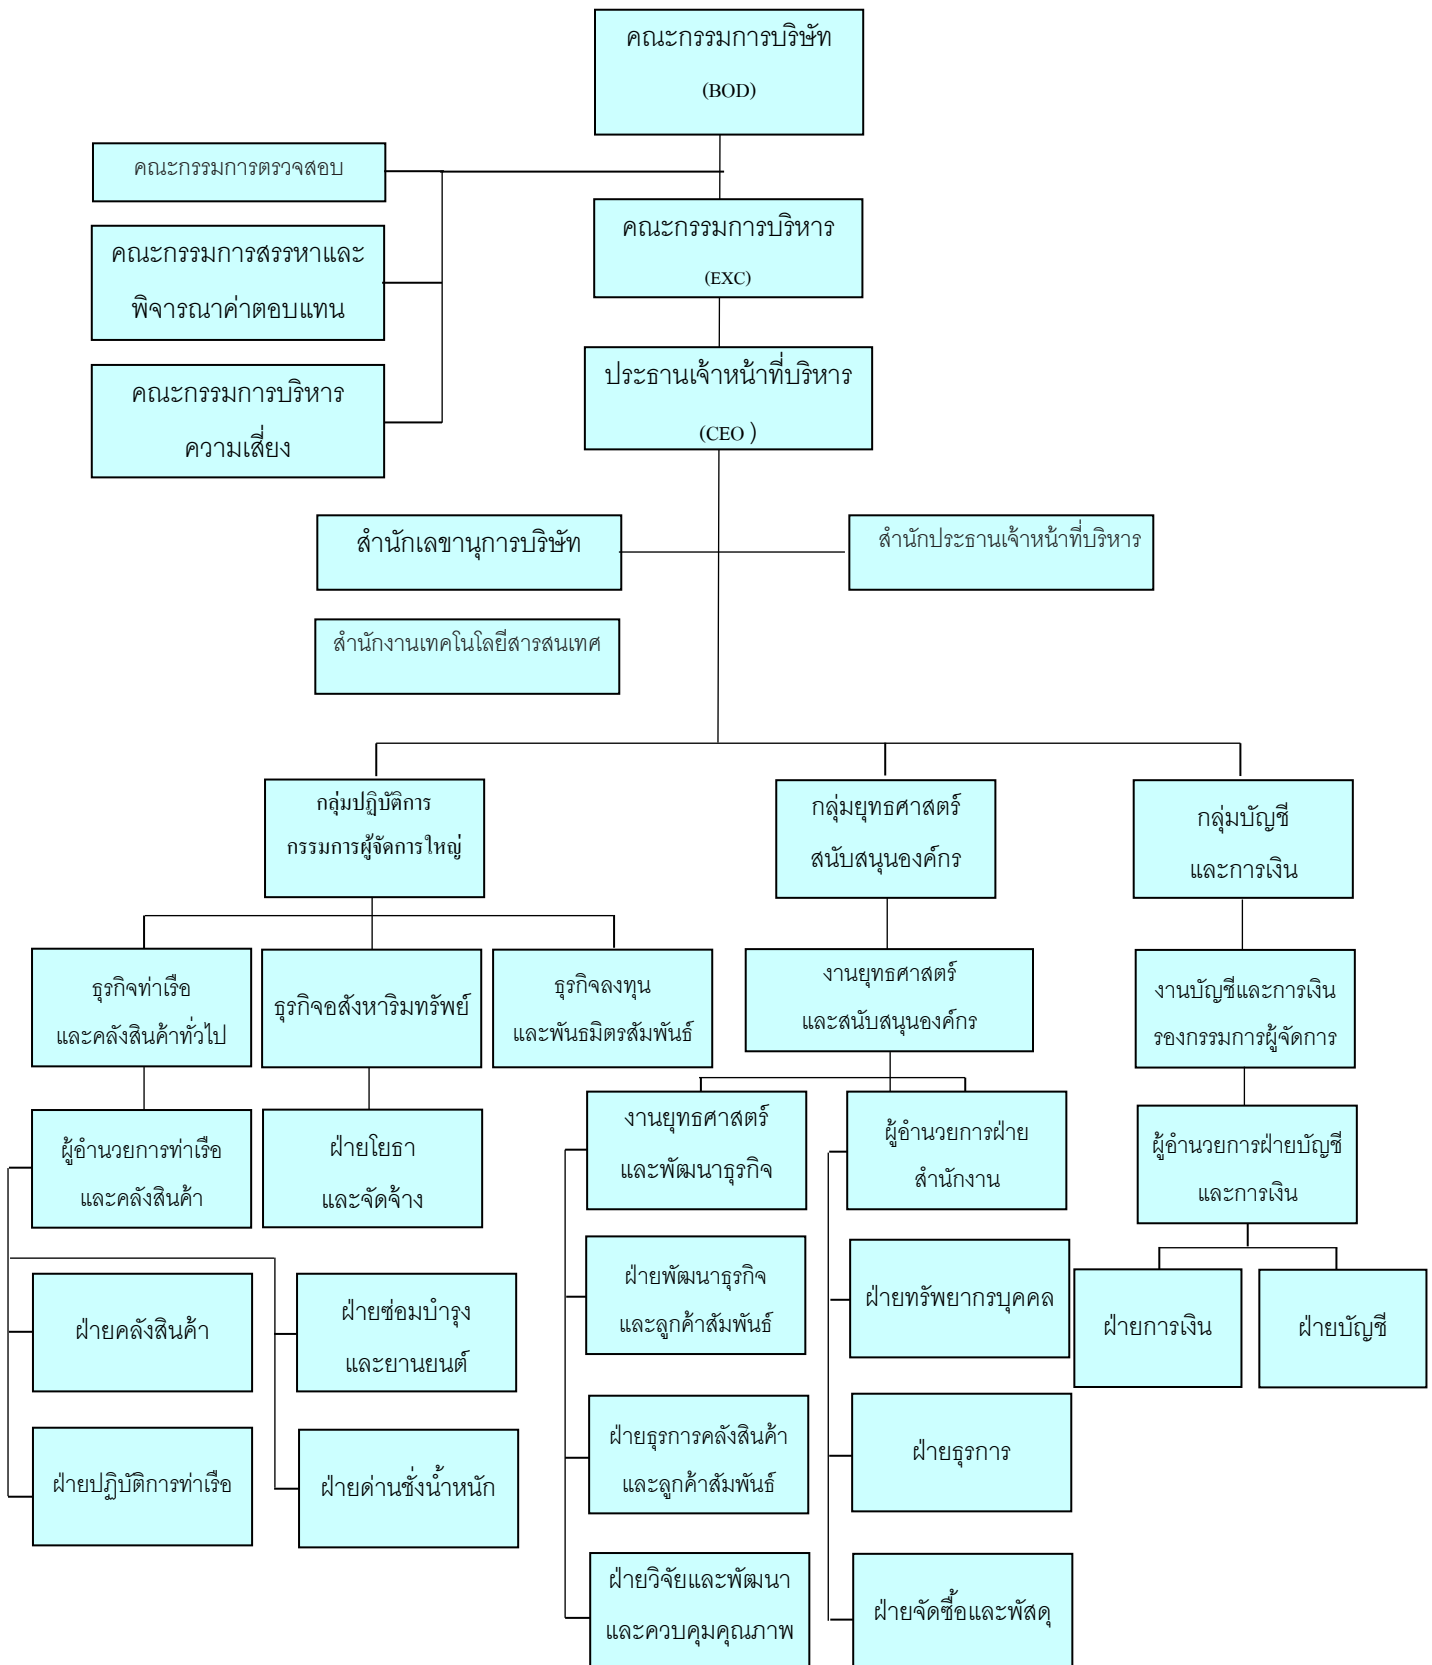 คณะกรรมการบริษัท
(BOD)
คณะกรรมการตรวจสอบ
คณะกรรมการบริหาร
(EXC)
คณะกรรมการสรรหาและ
พิจารณาค่าตอบแทน
ประธานเจ้าหน้าที่บริหาร
(CEO )
คณะกรรมการบริหาร
ความเสี่ยง
สำนักเลขานุการบริษัท
สำนักประธานเจ้าหน้าที่บริหาร
สำนักงานเทคโนโลยีสารสนเทศ
กลุ่มปฏิบัติการ
กรรมการผู้จัดการใหญ่
กลุ่มยุทธศาสตร์
สนับสนุนองค์กร
กลุ่มบัญชี
และการเงิน
ธุรกิจท่าเรือ
และคลังสินค้าทั่วไป
ธุรกิจอสังหาริมทรัพย์
ธุรกิจลงทุน
และพันธมิตรสัมพันธ์
งานยุทธศาสตร์
และสนับสนุนองค์กร
งานบัญชีและการเงิน
รองกรรมการผู้จัดการ
ผู้อำนวยการท่าเรือ
และคลังสินค้า
ฝ่ายโยธา
และจัดจ้าง
งานยุทธศาสตร์
และพัฒนาธุรกิจ
ผู้อำนวยการฝ่าย
สำนักงาน
ผู้อำนวยการฝ่ายบัญชี
และการเงิน
ฝ่ายคลังสินค้า
ฝ่ายซ่อมบำรุง
และยานยนต์
ฝ่ายพัฒนาธุรกิจ
และลูกค้าสัมพันธ์
ฝ่ายทรัพยากรบุคคล
ฝ่ายการเงิน
ฝ่ายบัญชี
ฝ่ายปฏิบัติการท่าเรือ
ฝ่ายด่านชั่งน้ำหนัก
ฝ่ายธุรการคลังสินค้า
และลูกค้าสัมพันธ์
ฝ่ายธุรการ
ฝ่ายวิจัยและพัฒนา
และควบคุมคุณภาพ
ฝ่ายจัดซื้อและพัสดุ